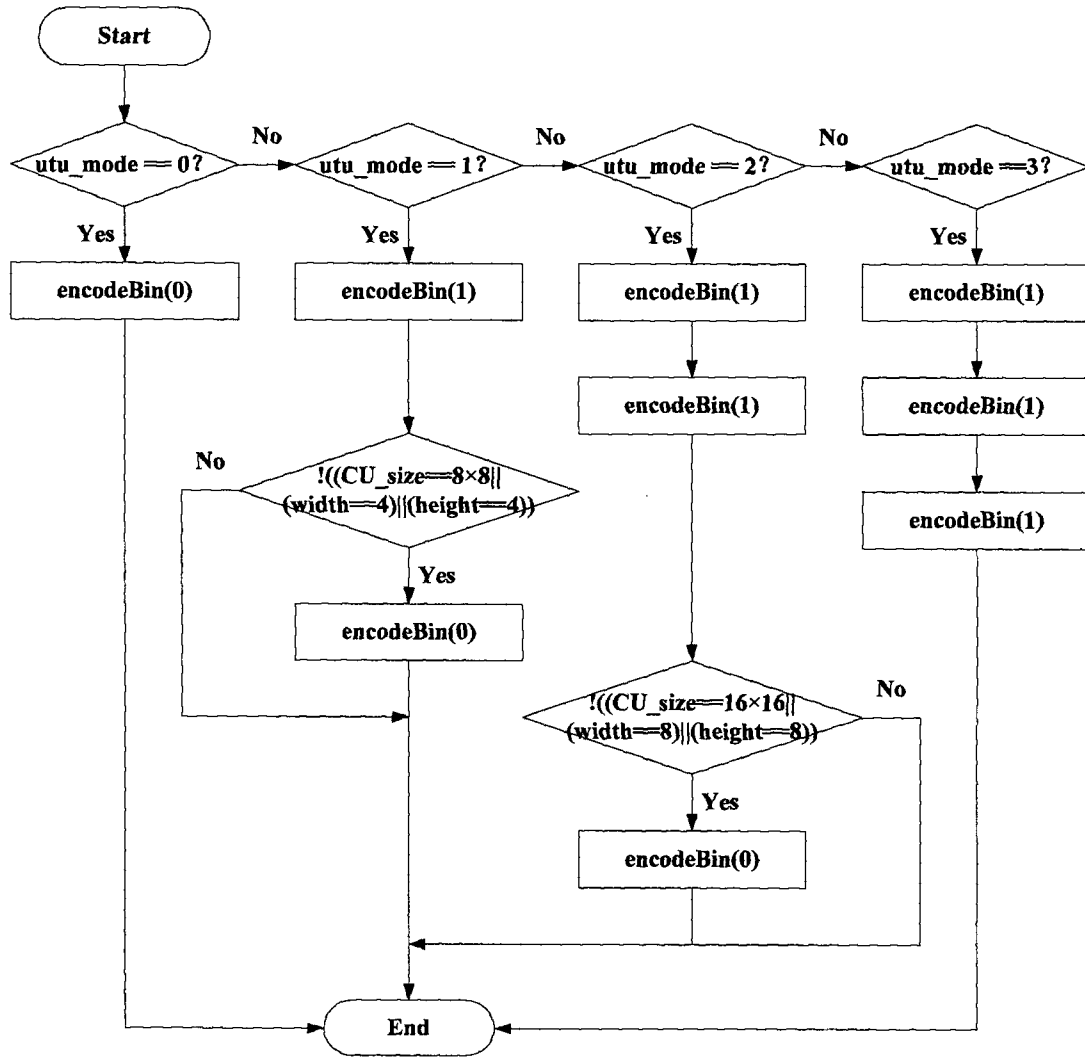 Start
No
No
No
utu_mode == 0?
utu_mode == 1?
utu_mode == 2?
utu_mode ==3?
Yes
Yes
Yes
Yes
encodeBin(0)
encodeBin(1)
encodeBin(1)
encodeBin(1)
encodeBin(1)
encodeBin(1)
No
!((CU_size==8×8||
(width==4)||(height==4))
encodeBin(1)
Yes
encodeBin(0)
!((CU_size==16×16||
(width==8)||(height==8))
No
Yes
encodeBin(0)
End